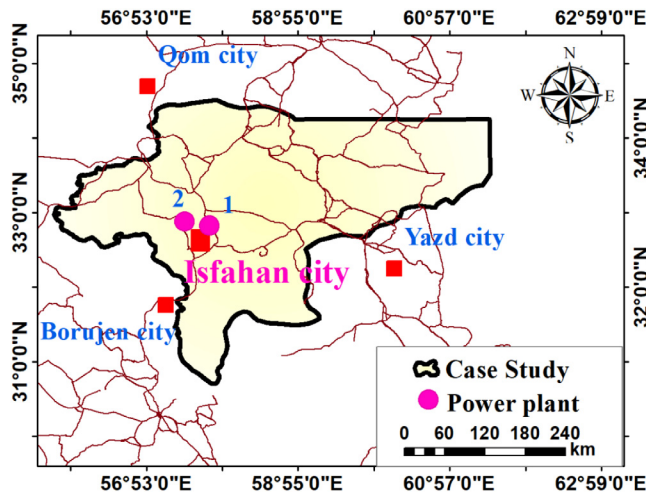 56°53'0"E 58°55'0"E 60°57'0"E 62°59'0"E
35°0'0"N
33°0'0"N
31°0'0"N
34°0'0"N
32°0'0"N
Qom city
N
W E
S
2 1
Yazd city
Isfahan city
Borujen city
Case Study
Power plant
0 60 120 180 240
km
56°53'0"E 58°55'0"E 60°57'0"E 62°59'0"E